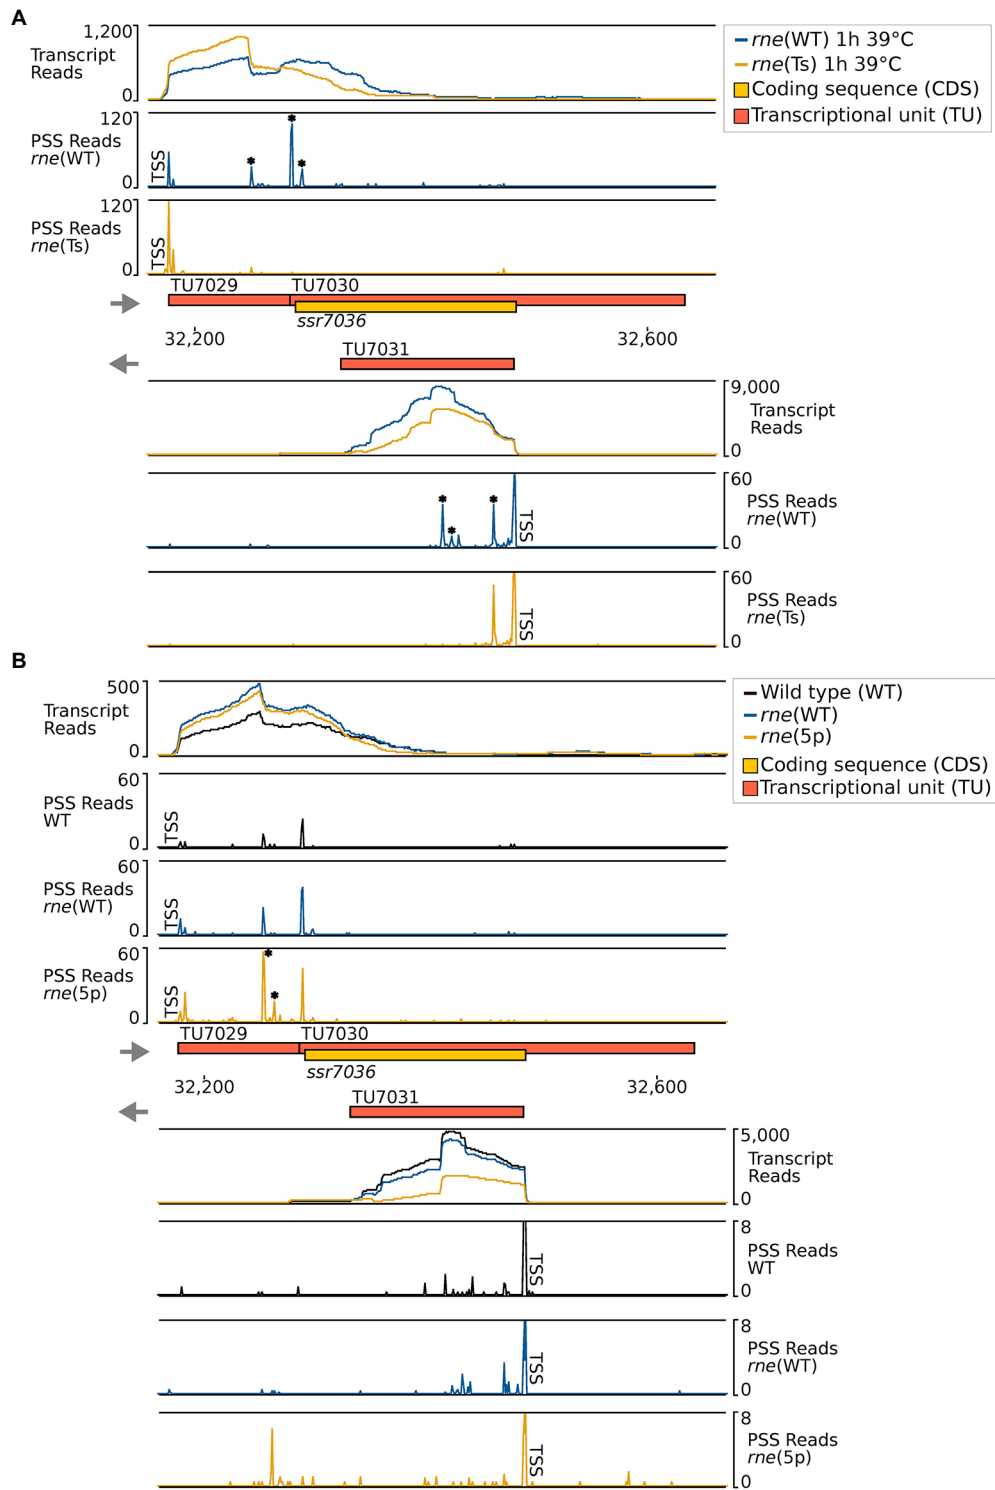 A
1,200
Transcript
Reads
0
rne(WT) 1h 39°C
rne(Ts) 1h 39°C
Coding sequence (CDS)
Transcriptional unit (TU)
120
PSS Reads
rne(WT)
0
TSS
*
*
*
120
PSS Reads
rne(Ts)
0
TSS
TU7029
TU7030
ssr7036
32,200
32,600
TU7031
9,000
Transcript
Reads
0
60
PSS Reads
rne(WT)
0
TSS
*
*
*
60
PSS Reads
rne(Ts)
0
TSS
B
500
Transcript
Reads
0
Wild type (WT)
rne(WT)
rne(5p)
Coding sequence (CDS)
Transcriptional unit (TU)
60
PSS Reads
WT
0
TSS
60
PSS Reads
rne(WT)
0
TSS
60
PSS Reads
rne(5p)
0
TSS
*
*
TU7029
TU7030
ssr7036
32,200
32,600
TU7031
5,000
Transcript
Reads
0
8
PSS Reads
WT
0
TSS
8
PSS Reads
rne(WT)
0
TSS
8
PSS Reads
rne(5p)
0
TSS